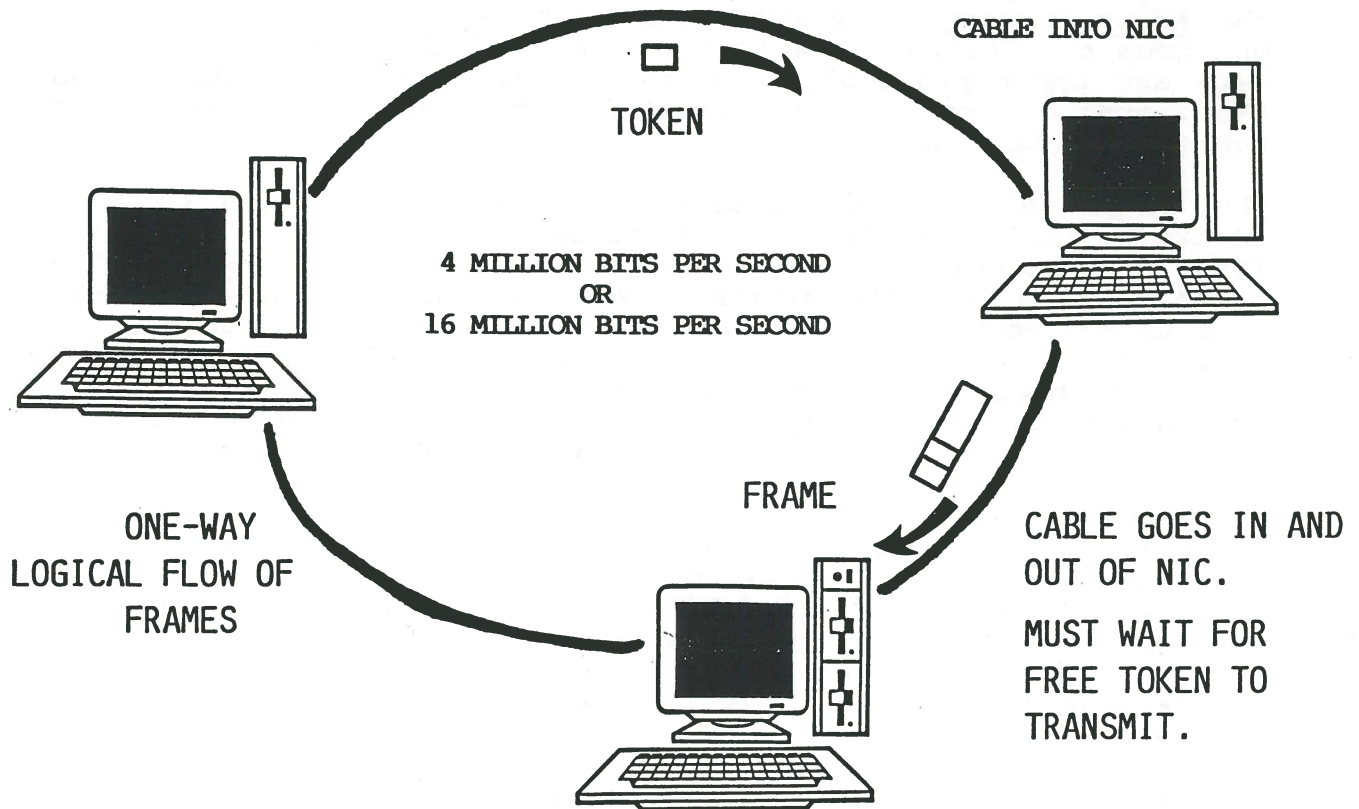 CABLE INTO NIC
TOKEN
4 MILLION BITS PER SECOND
OR
16 MILLION BITS PER SECOND
FRAME
ONE-WAY
LOGICAL FLOW OF
FRAMES
CABLE GOES IN AND
OUT OF NIC.
MUST WAIT FOR
FREE TOKEN TO
TRANSMIT.